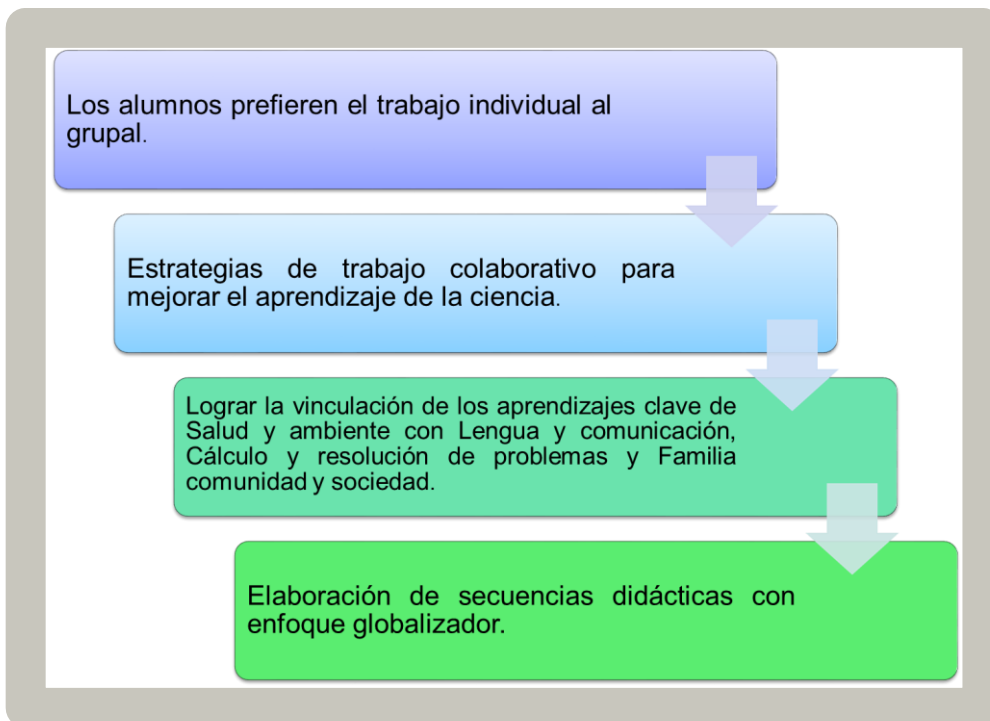 Los alumnos prefieren el trabajo individual al
grupal.
Estrategias de trabajo colaborativo para
mejorar el aprendizaje de la ciencia.
Lograr la vinculación de los aprendizajes clave de
Salud y ambiente con Lengua y comunicación,
Cálculo y resolución de problemas y Familia
comunidad y sociedad.
Elaboración de secuencias didácticas con
enfoque globalizador.